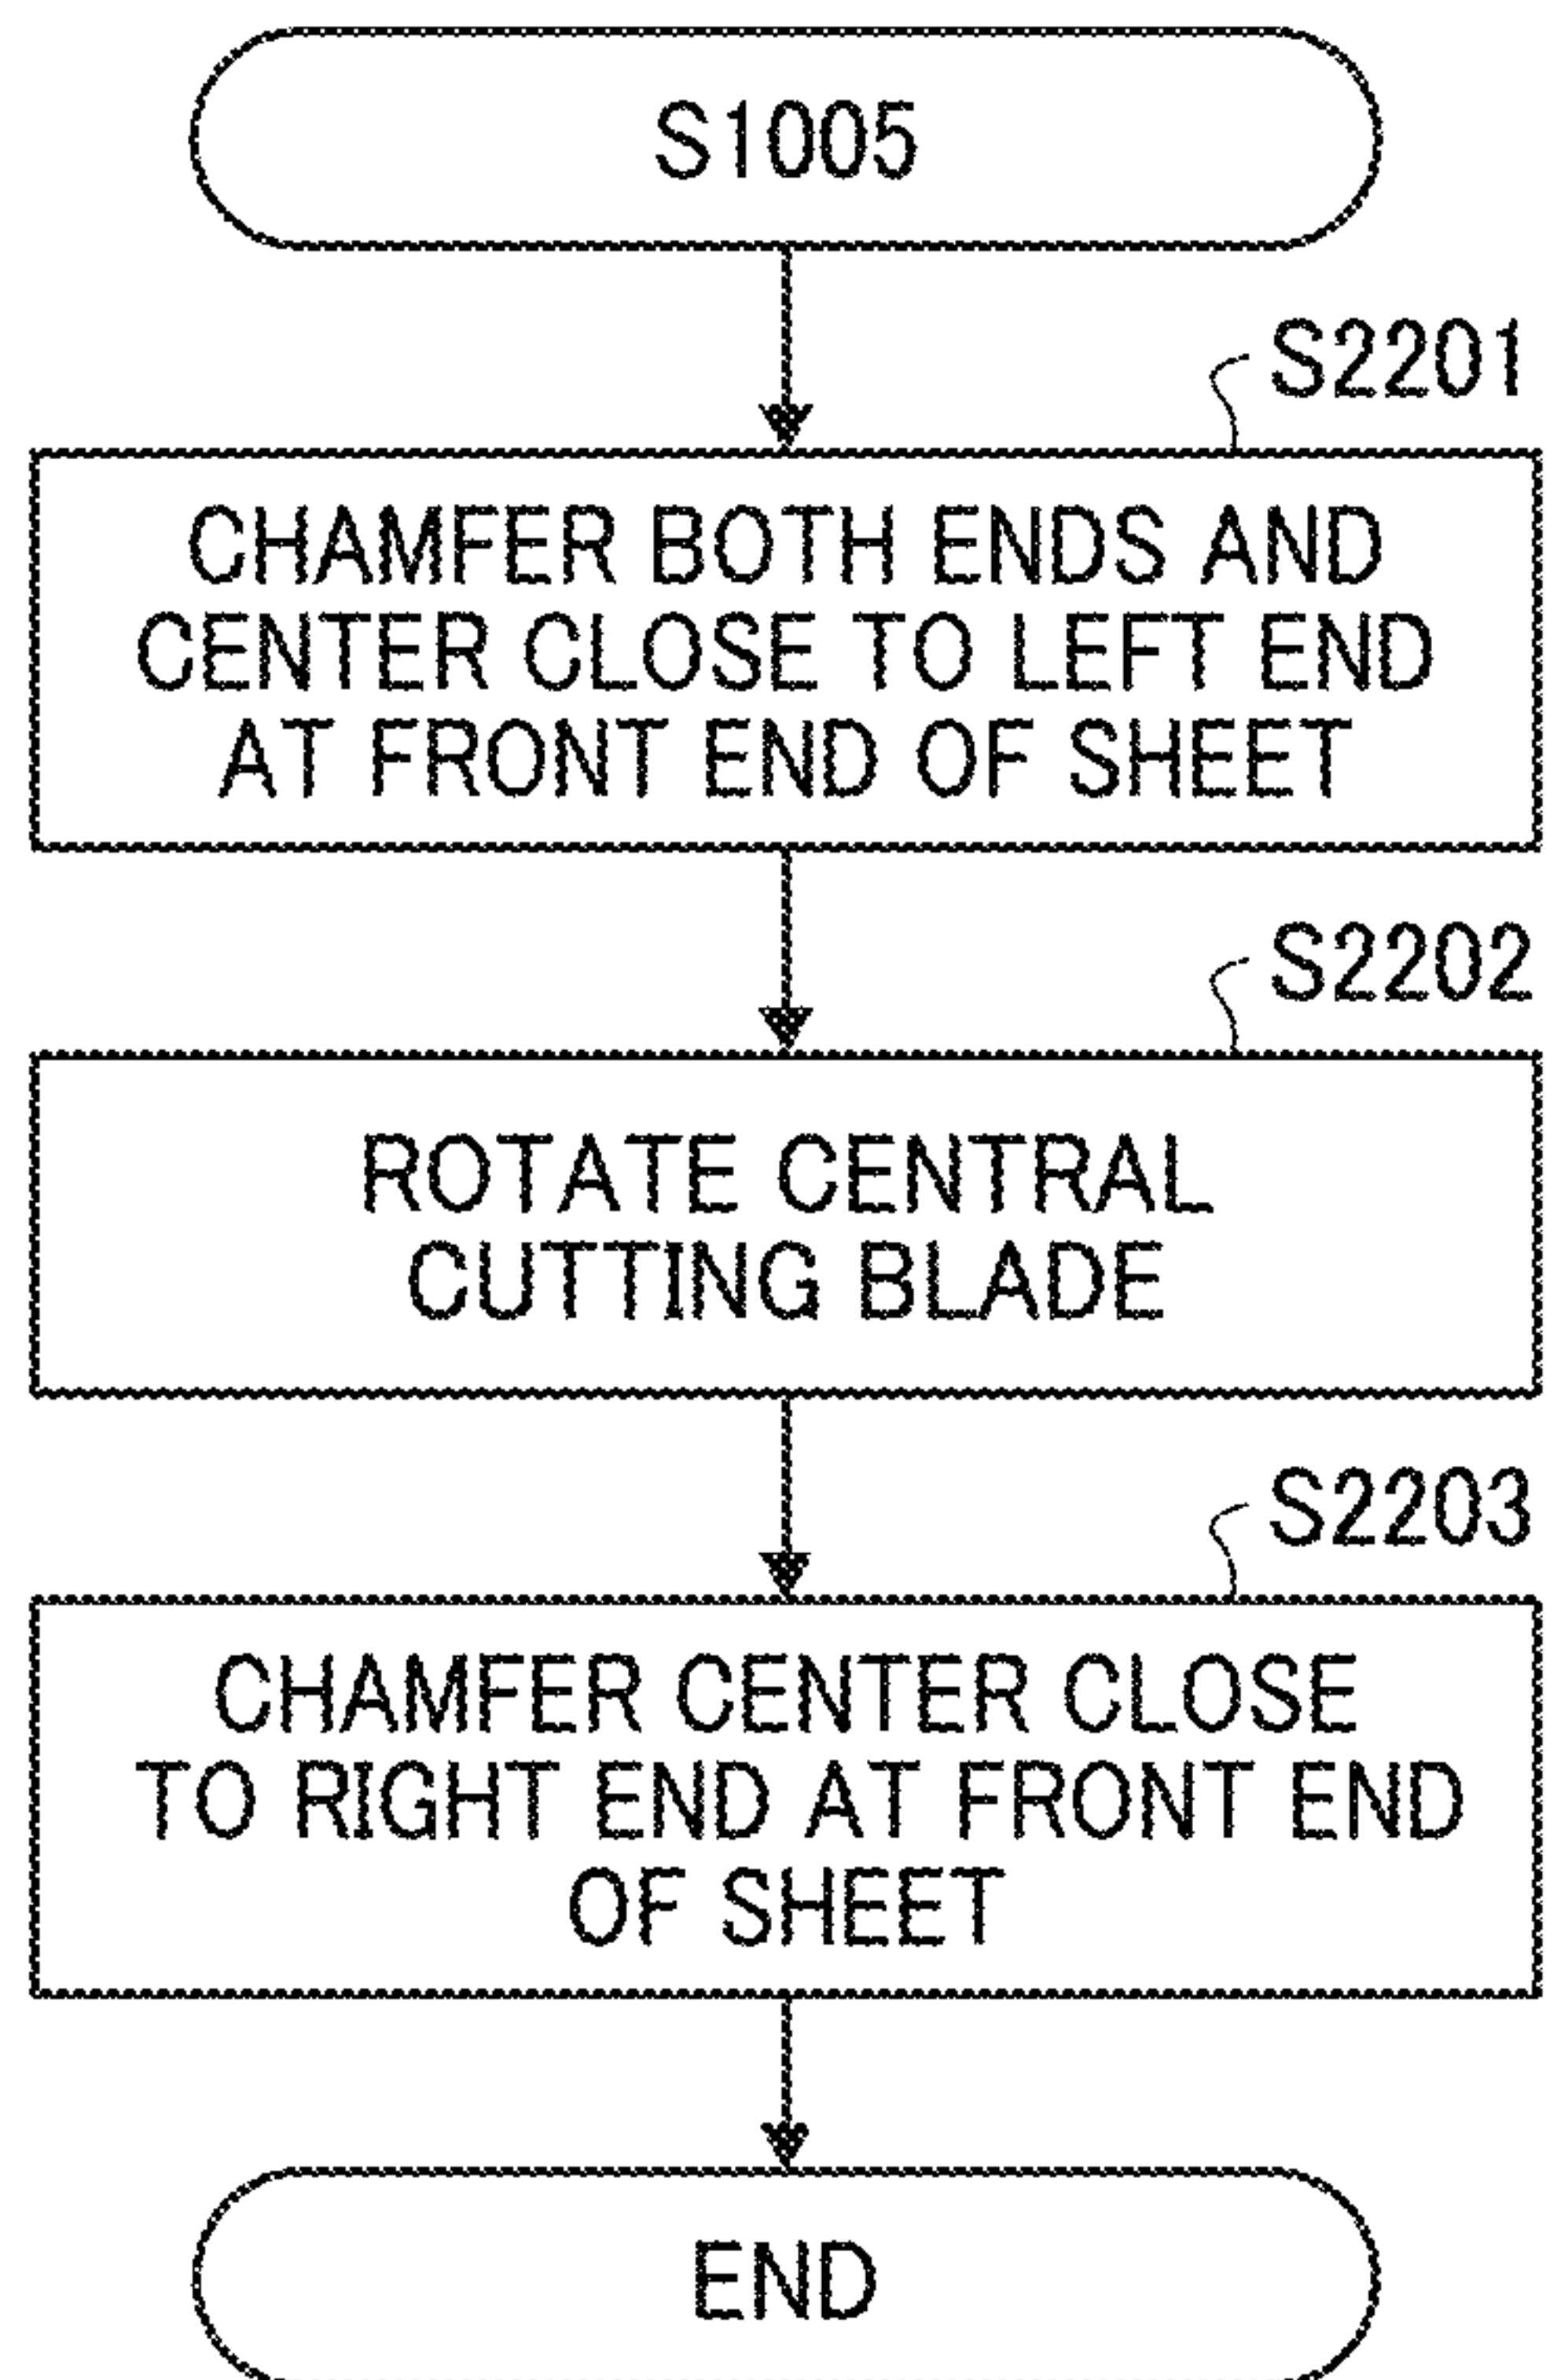 S1005
S2201
CHAMFER BOTH ENDS AND
CENTER CLOSE TO LEFT END
AT FRONT END OF SHEET
S2202
ROTATE CENTRAL
CUTTING BLADE
S2203
CHAMFER CENTER CLOSE
TO RIGHT END AT FRONT END
OF SHEET
END